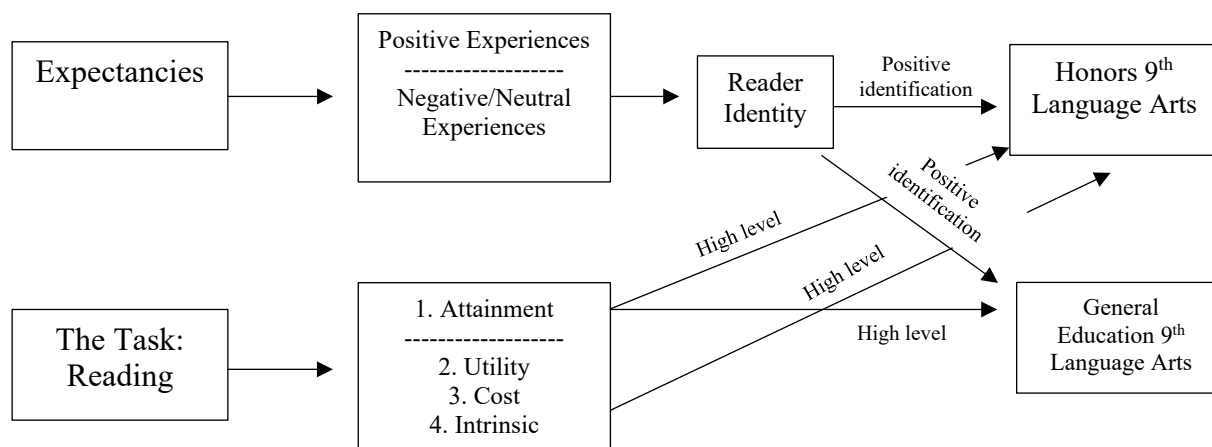 Expectancies
Positive Experiences
--------------------
Negative/Neutral
Experiences
Reader
Identity
Positive
identification
Honors 9th
Language Arts
Positive
identification
High level
High level
The Task:
Reading
1. Attainment
--------------------
2. Utility
3. Cost
4. Intrinsic
High level
General
Education 9th
Language Arts